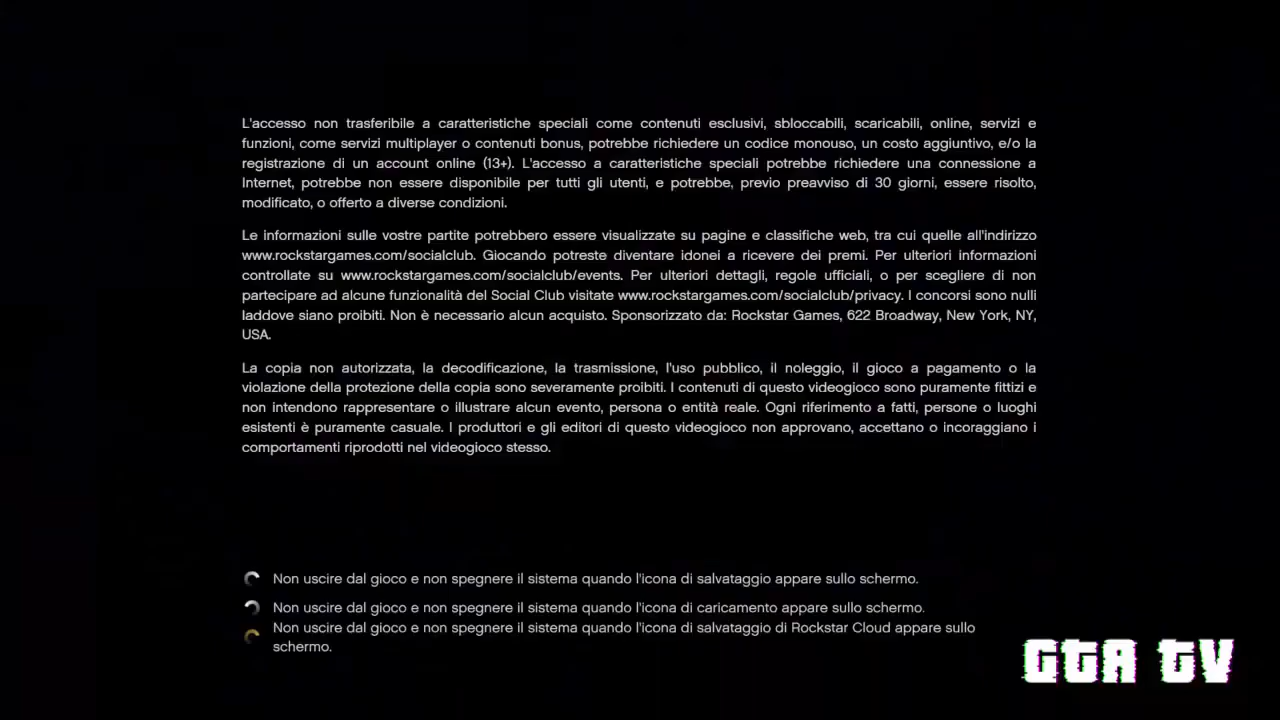 L'accesso non trasferibile a caratteristiche speciali come contenuti esclusivi, sbloccabili, scaricabili, online, servizi e
funzioni, come servizi multiplayer o contenuti bonus, potrebbe richiedere un codice monouso, un costo aggiuntivo, e/o la
registrazione di un account online (13+). L'accesso a caratteristiche speciali potrebbe richiedere una connessione a
Internet, potrebbe non essere disponibile per tutti gli utenti, e potrebbe, previo preavviso di 30 giorni, essere risolto,
modificato, o offerto a diverse condizioni.
Le informazioni sulle vostre partite potrebbero essere visualizzate su pagine e classifiche web, tra cui quelle all'indirizzo
www.rockstargames.com/socialclub. Giocando potreste diventare idonei a ricevere dei premi. Per ulteriori informazioni
controllate su www.rockstargames.com/socialclub/events. Per ulteriori dettagli, regole ufficiali, o per scegliere di non
partecipare ad alcune funzionalità del Social Club visitate www.rockstargames.com/socialclub/privacy. I concorsi sono nulli
laddove siano proibiti. Non è necessario alcun acquisto. Sponsorizzato da: Rockstar Games, 622 Broadway, New York, NY,
USA.
La copia non autorizzata, la decodificazione, la trasmissione, l'uso pubblico, il noleggio, il gioco a pagamento o la
violazione della protezione della copia sono severamente proibiti. I contenuti di questo videogioco sono puramente fittizi e
non intendono rappresentare o illustrare alcun evento, persona o entità reale. Ogni riferimento a fatti, persone o luoghi
esistenti è puramente casuale. I produttori e gli editori di questo videogioco non approvano, accettano o incoraggiano i
comportamenti riprodotti nel videogioco stesso.
Non uscire dal gioco e non spegnere il sistema quando l'icona di salvataggio appare sullo schermo.
Non uscire dal gioco e non spegnere il sistema quando l'icona di caricamento appare sullo schermo.
Non uscire dal gioco e non spegnere il sistema quando l'icona di salvataggio di Rockstar Cloud appare sullo
schermo.
GTA TV